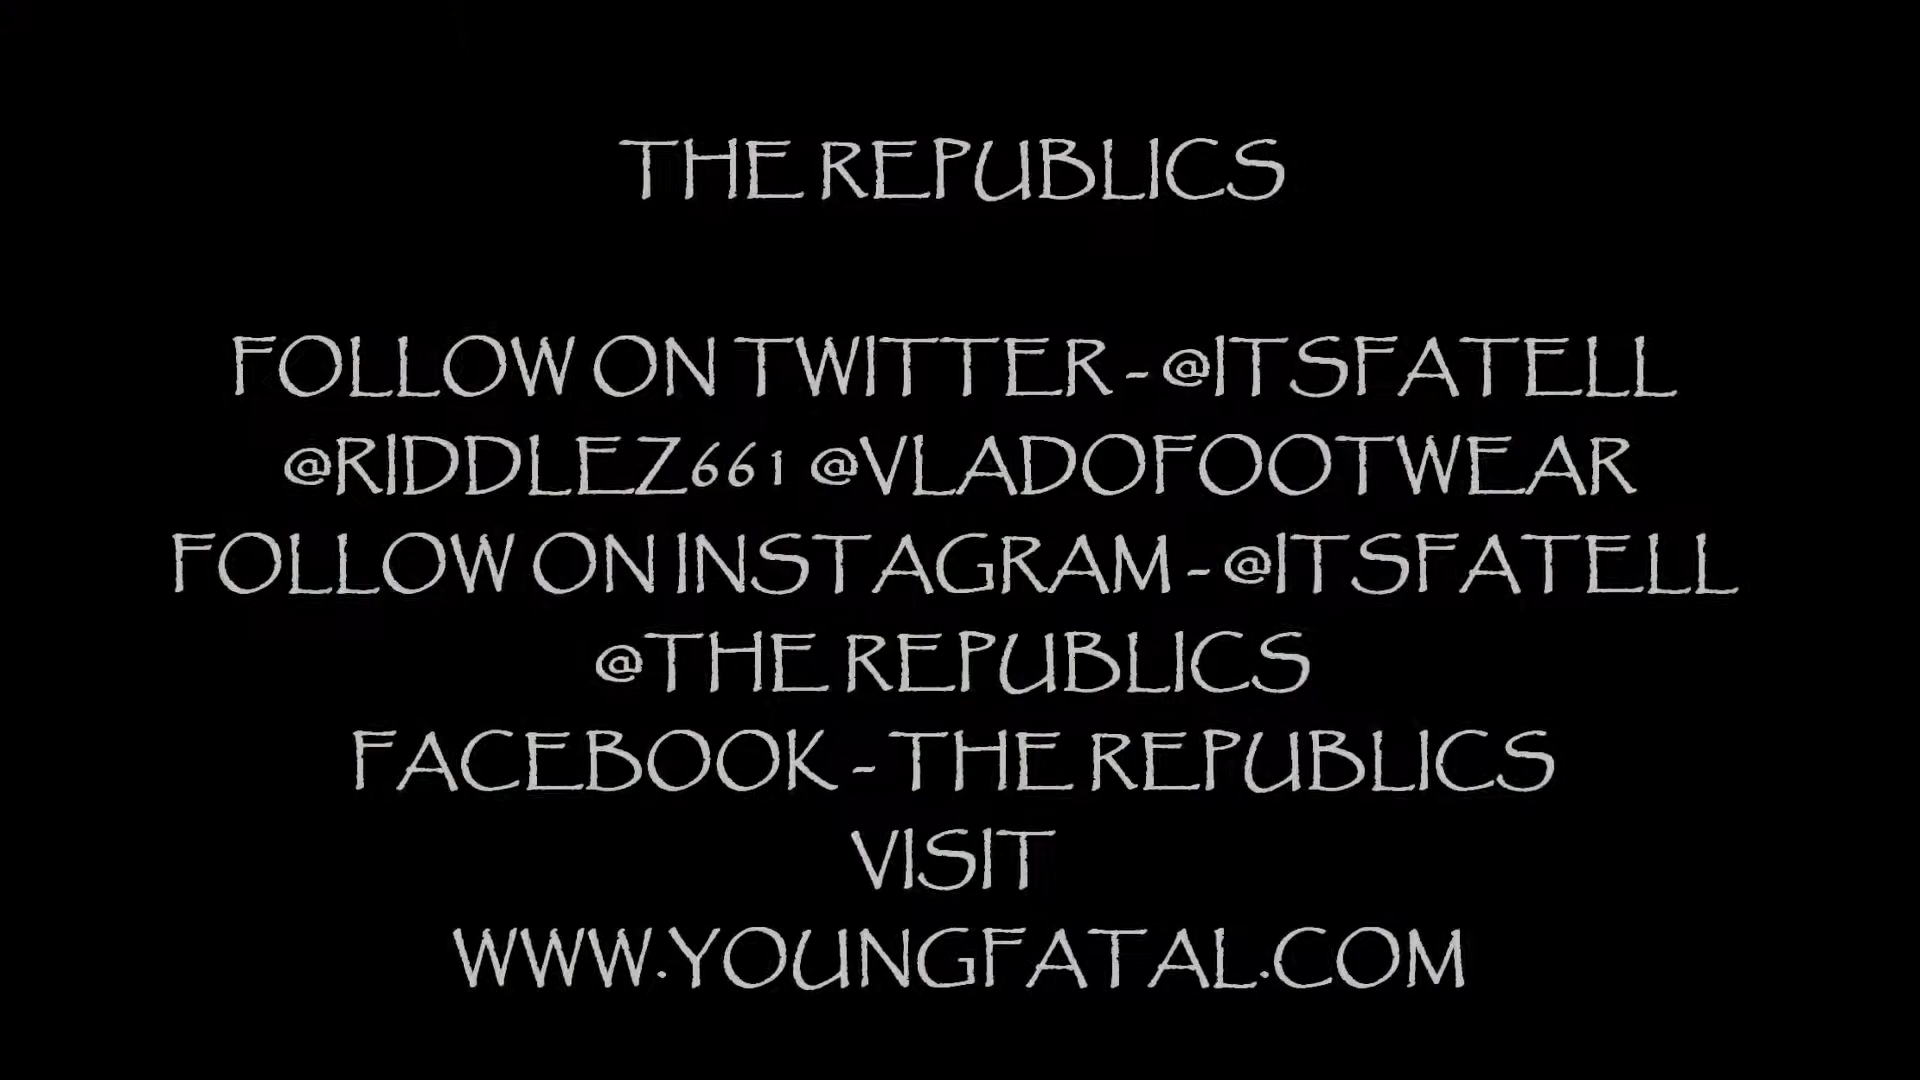 THE REPUBLICS
FOLLOW ON TWITTER - @ITSFATELL
@RIDDLEZ661 @VLADOFOOTWEAR
FOLLOW ON INSTAGRAM - @ITSFATELL
@THE REPUBLICS
FACEBOOK - THE REPUBLICS
VISIT
WWW.YOUNGFATAL.COM